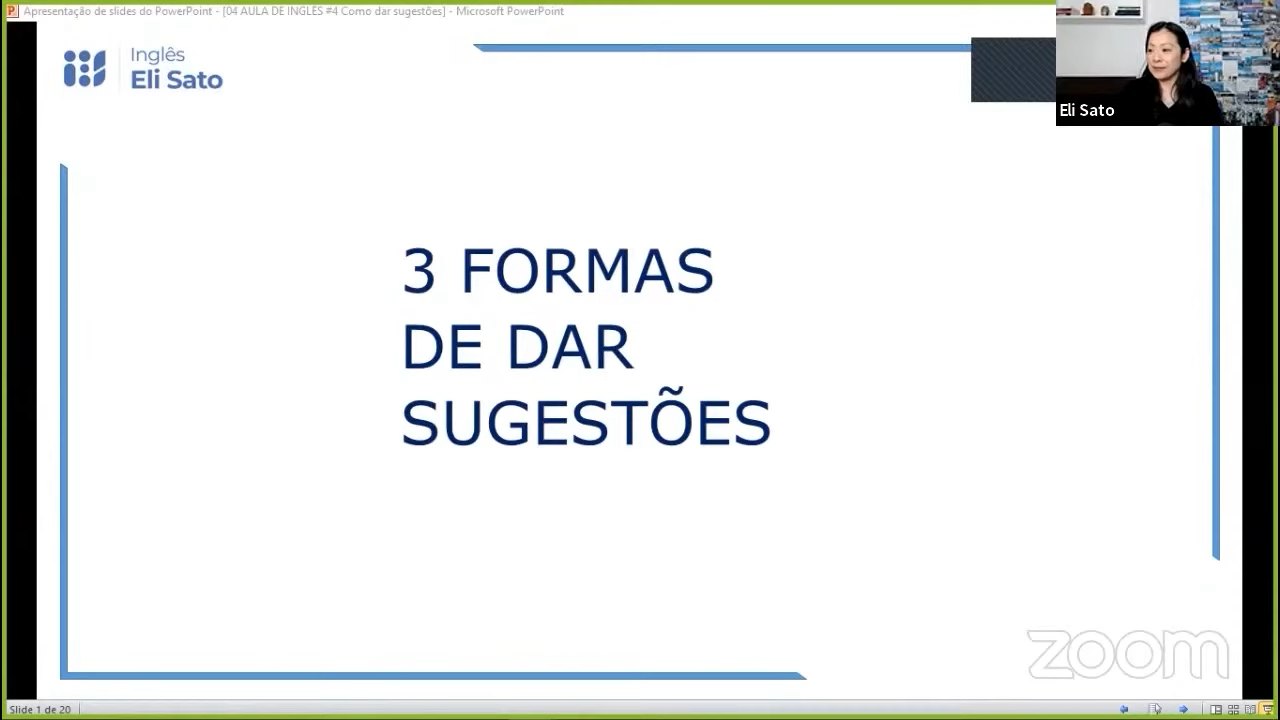 Apresentação de slides do PowerPoint - [04 AULA DE INGLÊS #4 Como dar sugestões] - Microsoft PowerPoint
Inglês
Eli Sato
Eli Sato
3 FORMAS
DE DAR
SUGESTÕES
zoom
Slide 1 de 20